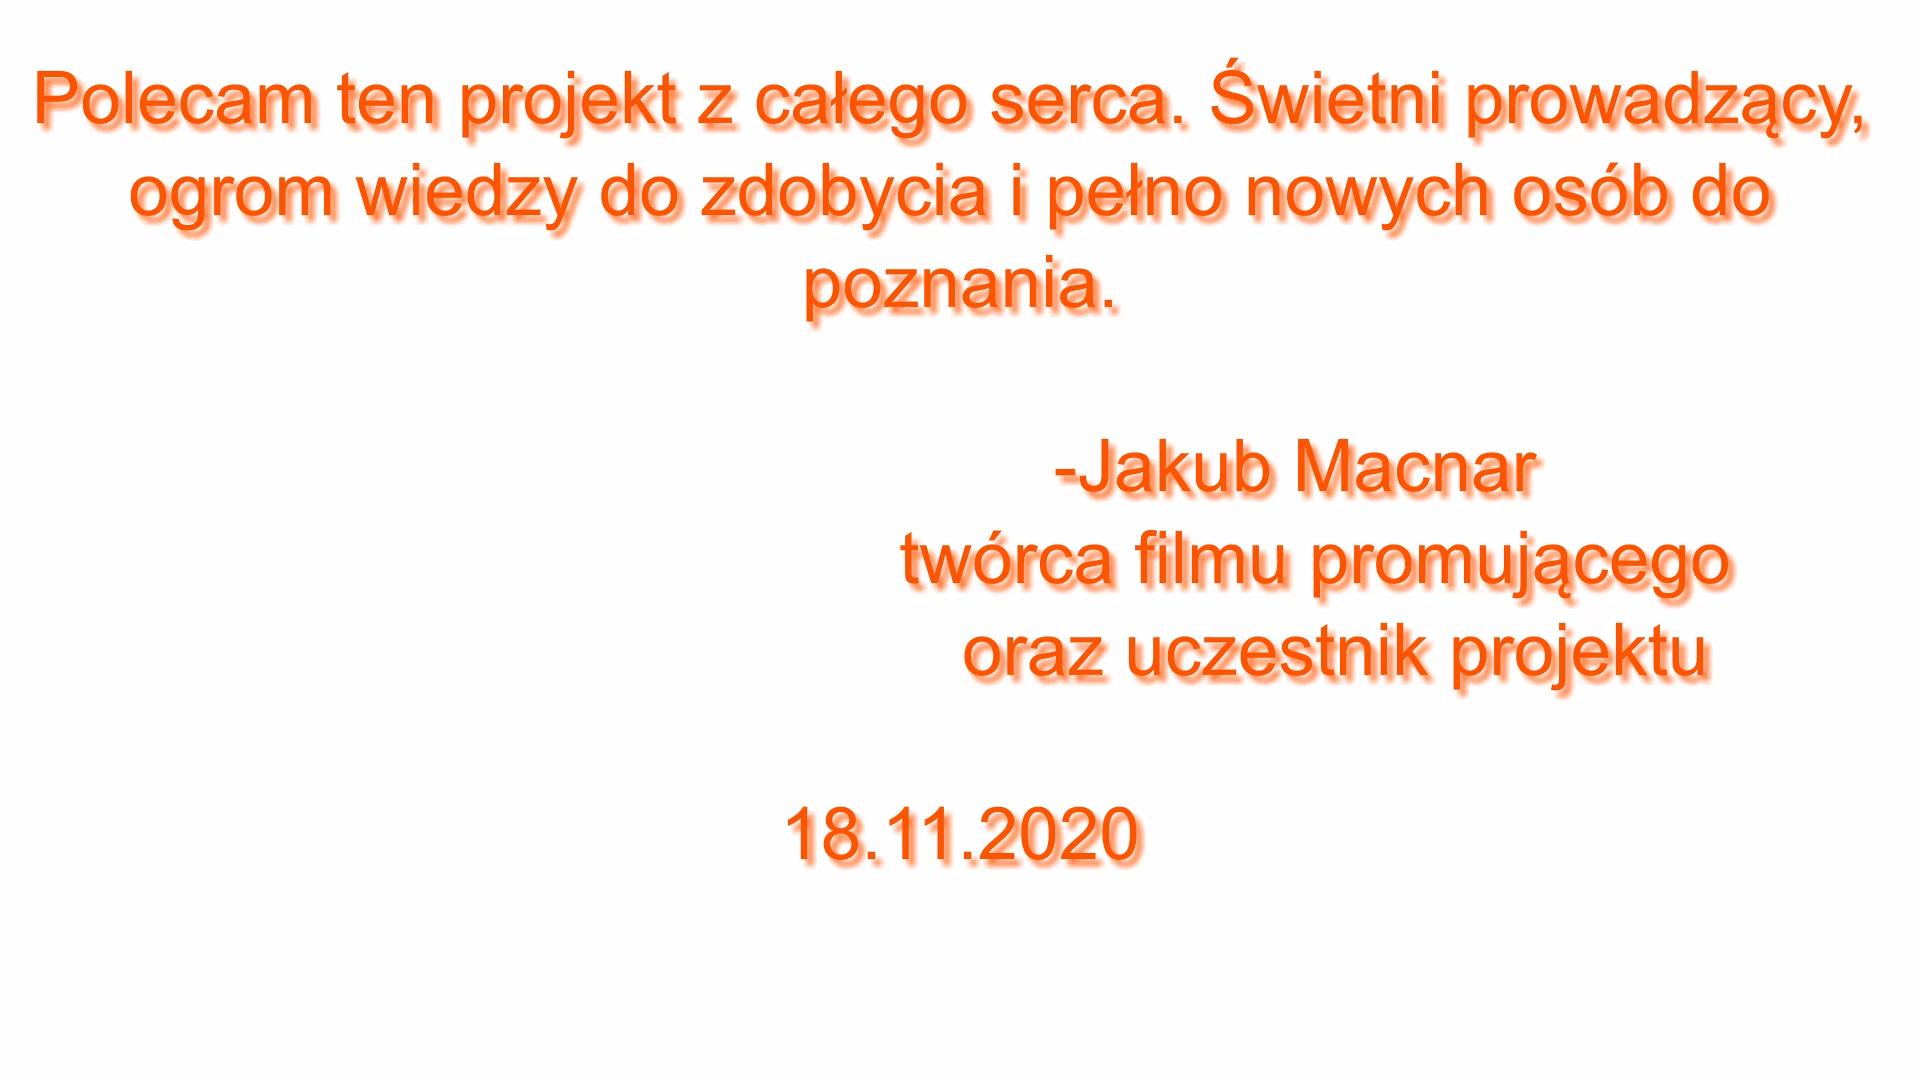 Polecam ten projekt z całego serca. Świetni prowadzący,
ogrom wiedzy do zdobycia i pełno nowych osób do
poznania.
-Jakub Macnar
twórca filmu promującego
oraz uczestnik projektu
18.11.2020